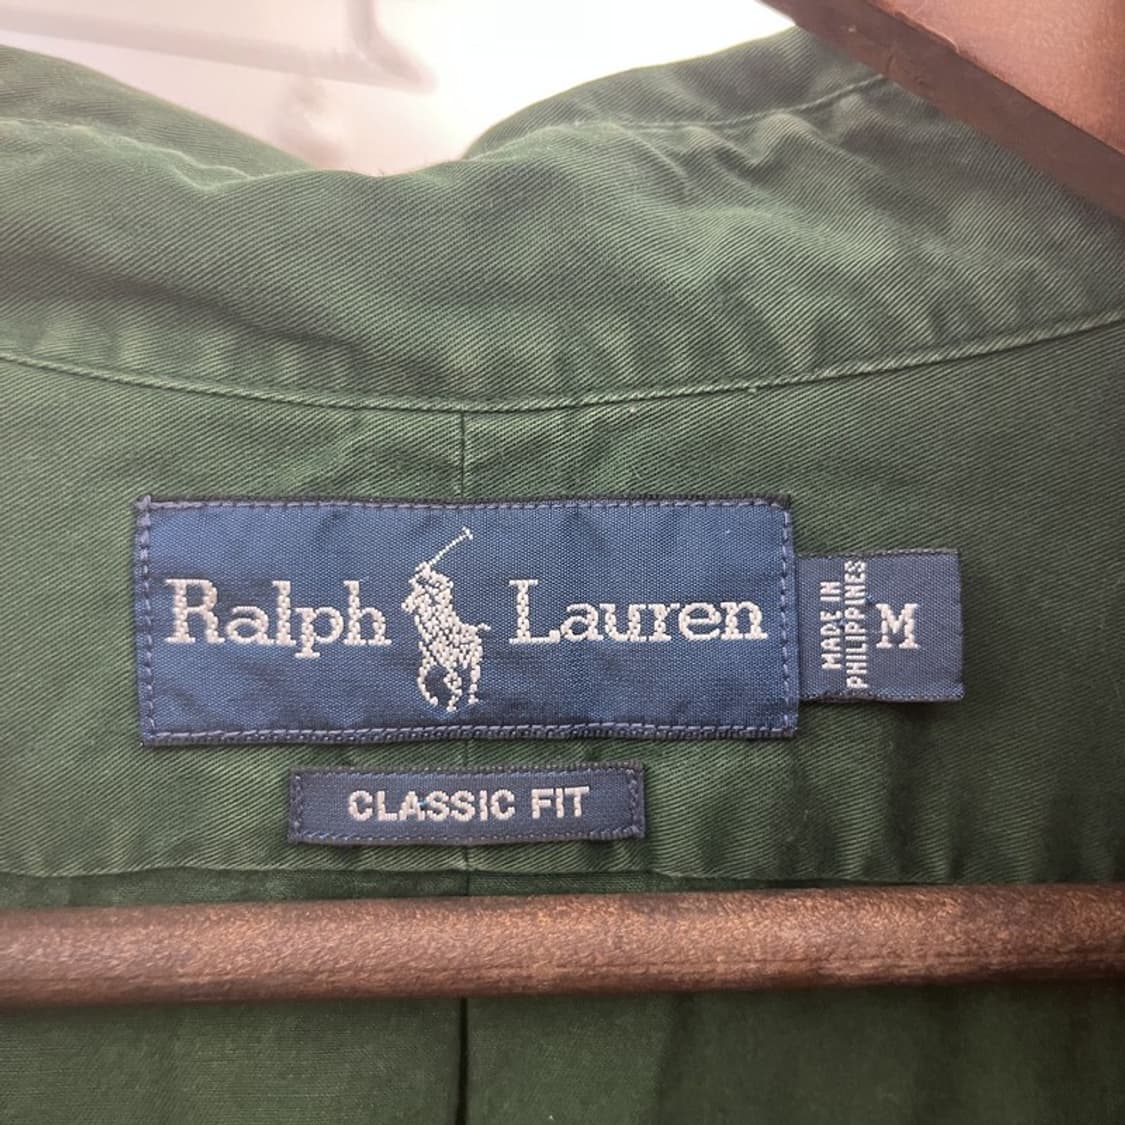 Ralph Lauren
MADE IN
PHILIPPINES
M
CLASSIC FIT